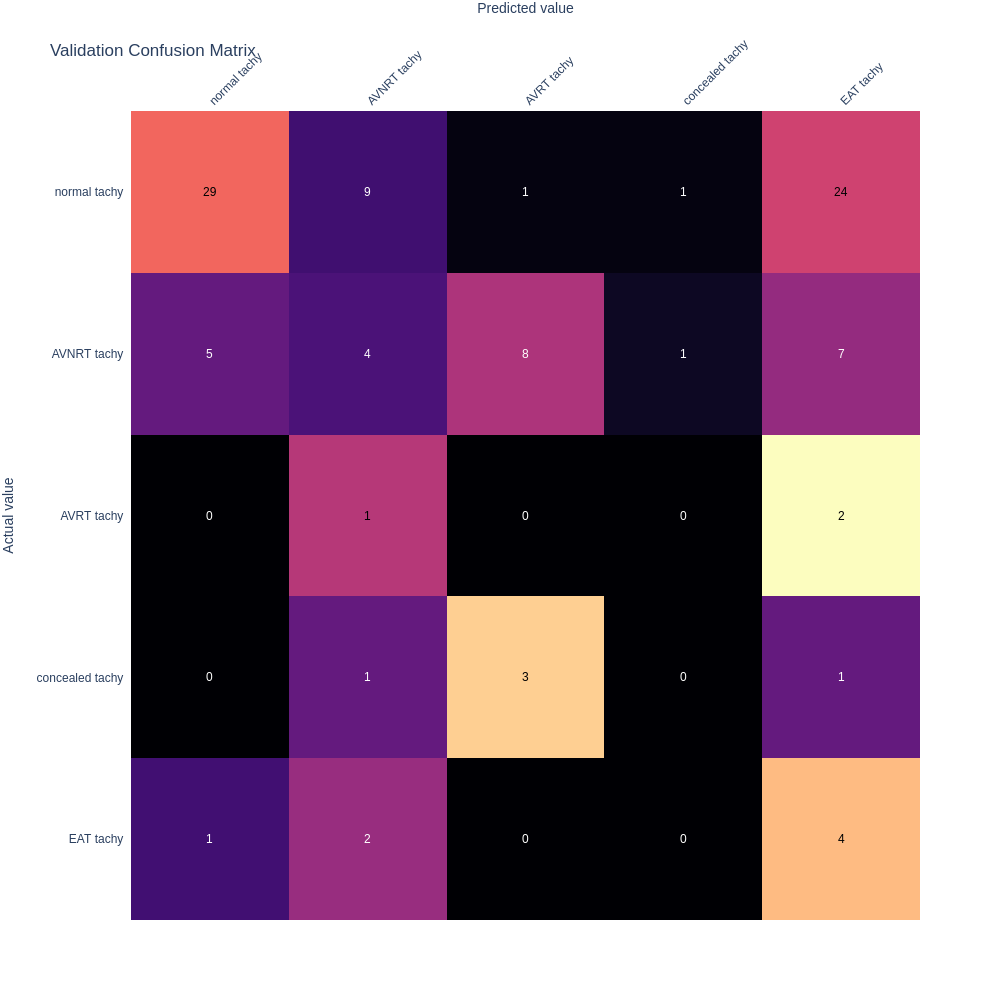 Predicted value
Validation Confusion Matrix
normal tachy
AVNRT tachy
AVRT tachy
concealed tachy
EAT tachy
normal tachy 29 9 1 1 24
AVNRT tachy 5 4 8 1 7
Actual value
AVRT tachy 0 1 0 0 2
concealed tachy 0 1 3 0 1
EAT tachy 1 2 0 0 4